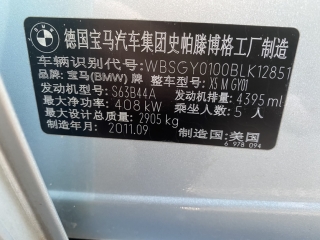 BMW
德国宝马汽车集团史帕滕博格工厂制造
车辆识别代号: WBSGY0100BLK12851
品牌: 宝马(BMW) 牌 型号: X5 M GY01
发动机型号: S63B44A 发动机排量: 4395 ml
最大净功率: 408 kW 乘坐人数: 5 人
最大设计总质量: 2905 kg
制造年月: 2011.09 制造国: 美国
6 978 094